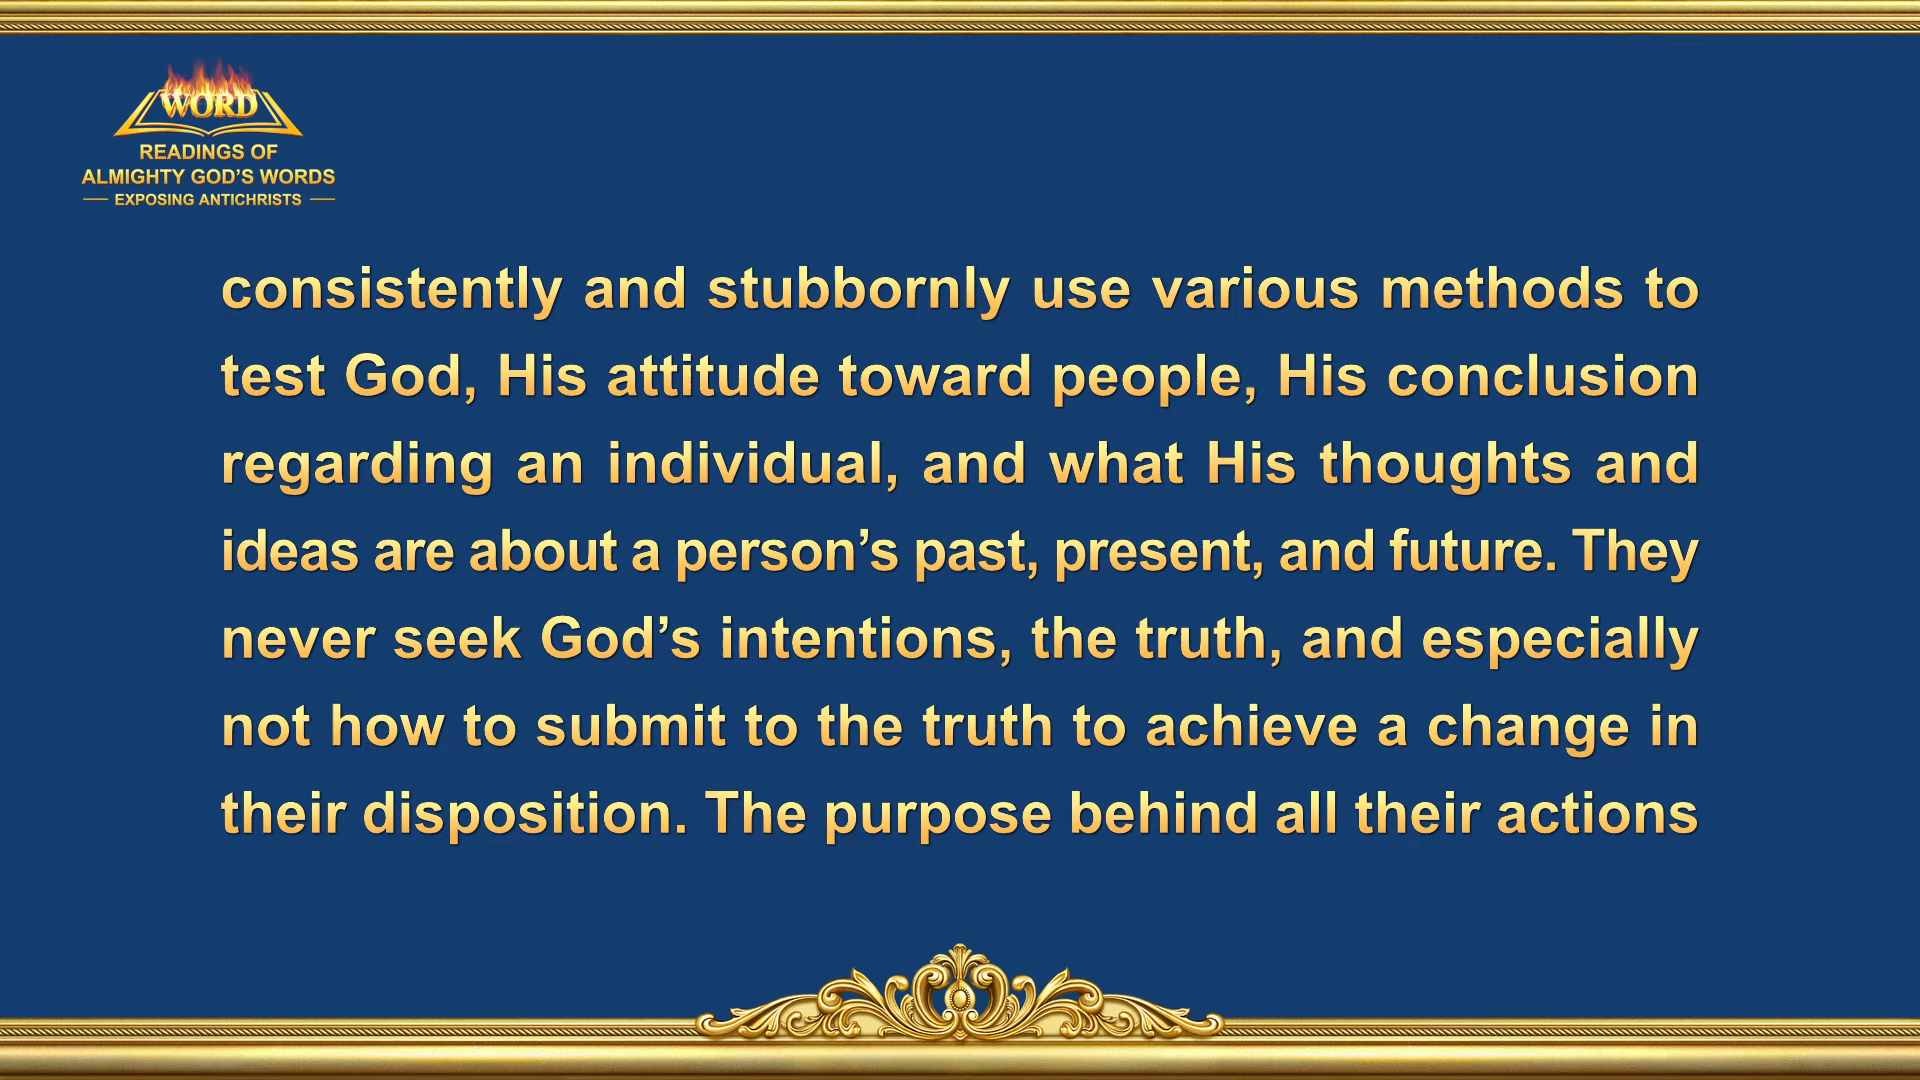 WORD
READINGS OF
ALMIGHTY GOD’S WORDS
EXPOSING ANTICHRISTS
consistently and stubbornly use various methods to
test God, His attitude toward people, His conclusion
regarding an individual, and what His thoughts and
ideas are about a person’s past, present, and future. They
never seek God’s intentions, the truth, and especially
not how to submit to the truth to achieve a change in
their disposition. The purpose behind all their actions